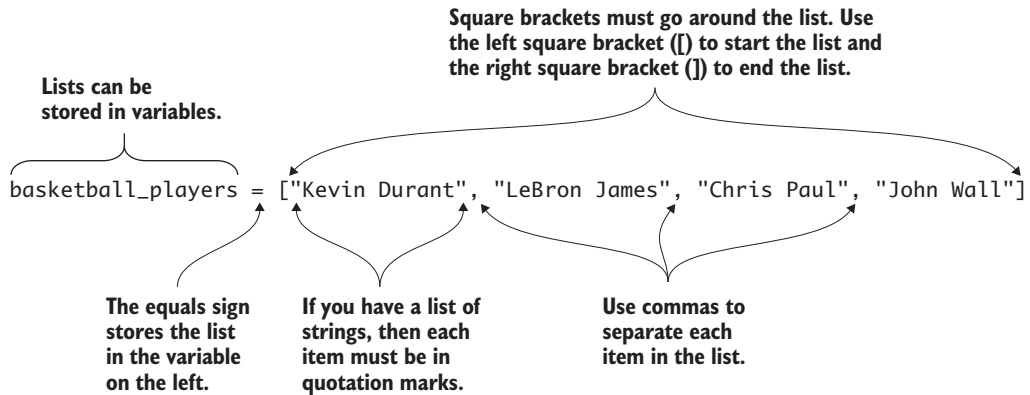 Square brackets must go around the list. Use
the left square bracket ([) to start the list and
the right square bracket (]) to end the list.
Lists can be
stored in variables.
basketball_players = ["Kevin Durant", "LeBron James", "Chris Paul", "John Wall"]
The equals sign
stores the list
in the variable
on the left.
If you have a list of
strings, then each
item must be in
quotation marks.
Use commas to
separate each
item in the list.